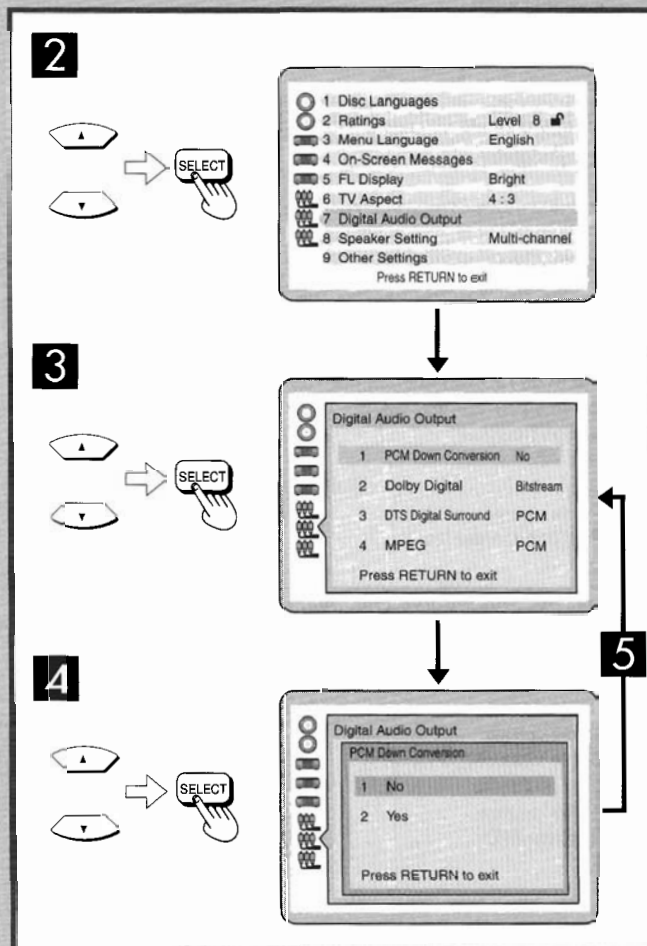 2
SELECT
1 Disc Languages
2 Ratings Level 8
3 Menu Language English
4 On-Screen Messages
5 FL Display Bright
6 TV Aspect 4 : 3
7 Digital Audio Output
8 Speaker Setting Multi-channel
9 Other Settings
Press RETURN to exit
3
SELECT
Digital Audio Output
1 PCM Down Conversion No
2 Dolby Digital Bitstream
3 DTS Digital Surround PCM
4 MPEG PCM
Press RETURN to exit
5
4
SELECT
Digital Audio Output
PCM Down Conversion
1 No
2 Yes
Press RETURN to exit